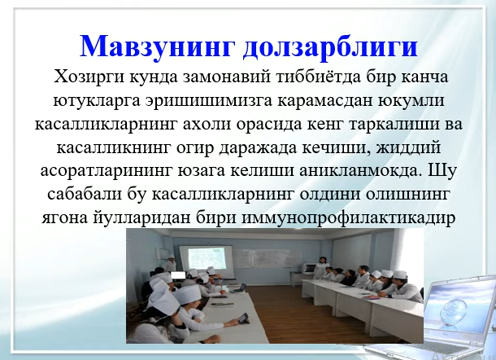 Мавзунинг долзарблиги
Хозирги кунда замонавий тиббиётда бир канча
ютукларга эришишимизга карамасдан юкумли
касалликларнинг ахоли орасида кенг таркалиши ва
касалликнинг огир даражада кечиши, жиддий
асоратларининг юзага келиши аникланмокда. Шу
сабабали бу касалликларнинг олдини олишнинг
ягона йулларидан бири иммунопрофилактикадир